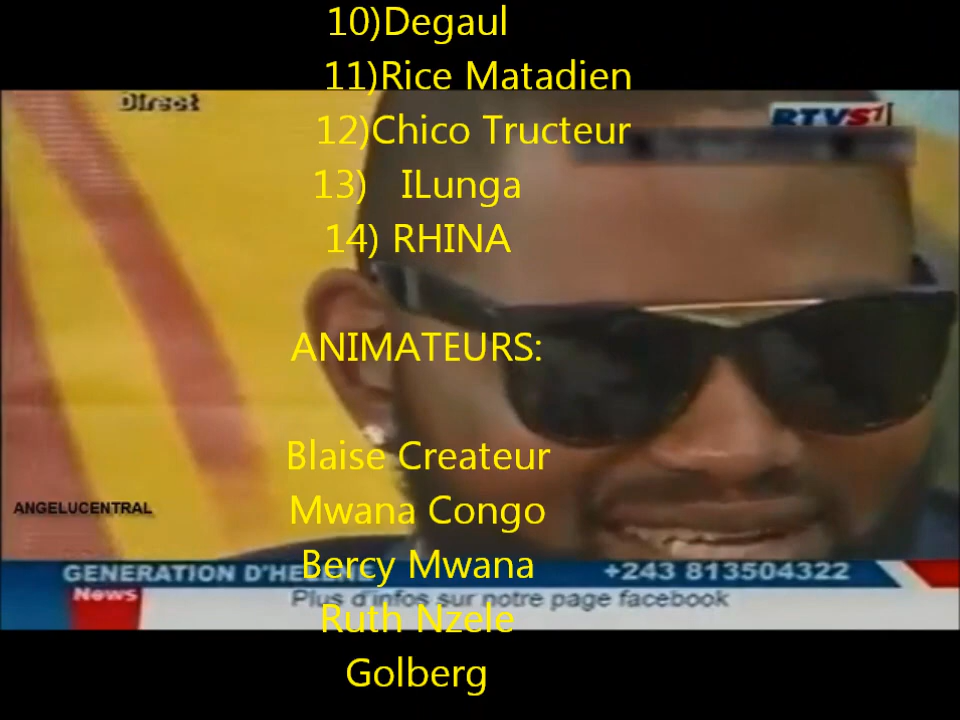 10)Degaul
11)Rice Matadien
Direct
RTVS1
12)Chico Tructeur
13) ILunga
14) RHINA
ANIMATEURS:
Blaise Createur
ANGELUCENTRAL
Mwana Congo
Bercy Mwana
GENERATION D'HEROINE
+243 813504322
News
Plus d'infos sur notre page facebook
Ruth Nzele
Golberg